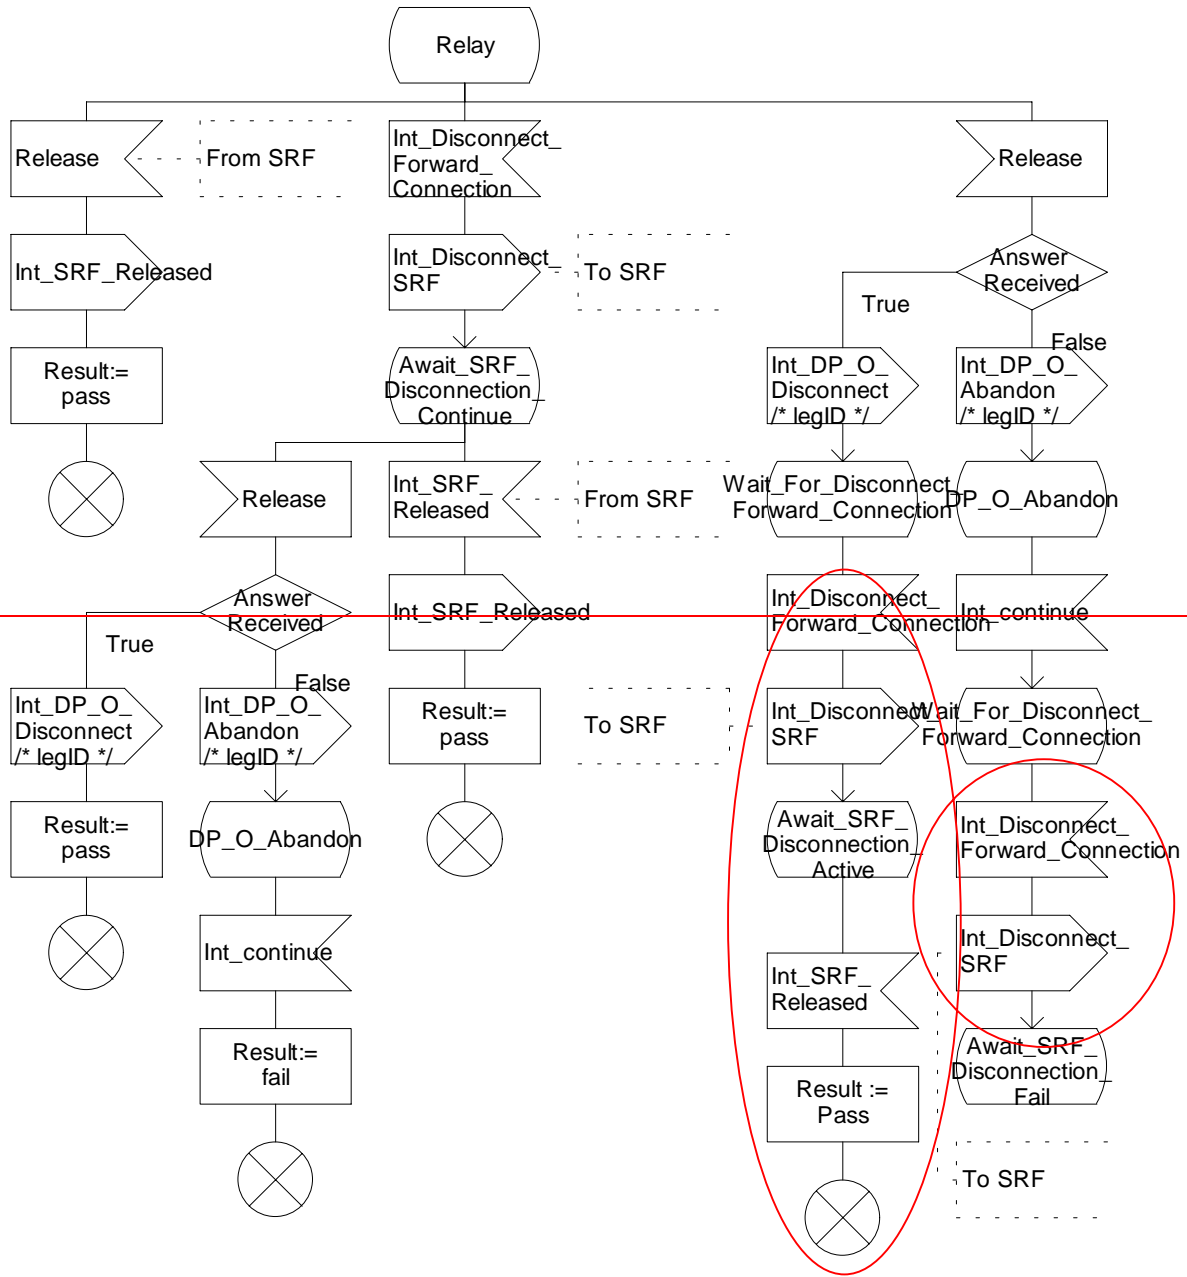 Relay
Release
From SRF
Int_Disconnect_
Forward_
Connection
Release
Int_SRF_Released
Int_Disconnect_
SRF
To SRF
Answer
Received
True
False
Result:=
pass
Await_SRF_
Disconnection_
Continue
Int_DP_O_
Disconnect
/* legID */
Int_DP_O_
Abandon
/* legID */
Release
Int_SRF_
Released
From SRF
Wait_For_Disconnect_
Forward_Connection
DP_O_Abandon
Answer
Received
True
False
Int_SRF_Released
Int_Disconnect_
Forward_Connection
Int_continue
Int_DP_O_
Disconnect
/* legID */
Int_DP_O_
Abandon
/* legID */
Result:=
pass
To SRF
Int_Disconnect_
SRF
Wait_For_Disconnect_
Forward_Connection
Result:=
pass
DP_O_Abandon
Await_SRF_
Disconnection_
Active
Int_Disconnect_
Forward_Connection
Int_continue
Int_SRF_
Released
Int_Disconnect_
SRF
Result:=
fail
Result :=
Pass
Await_SRF_
Disconnection_
Fail
To SRF